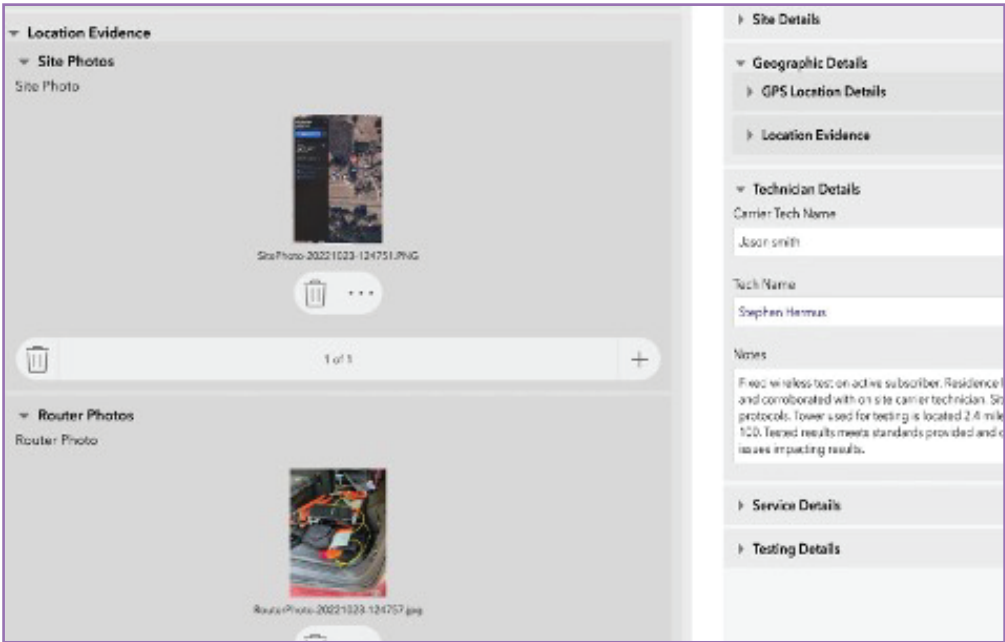 Location Evidence
Site Photos
Site Photo
SitePhoto-20221023-124751.PNG
1 of 1
Router Photos
Router Photo
RouterPhoto-20221023-124757.jpg
Site Details
Geographic Details
GPS Location Details
Location Evidence
Technician Details
Carrier Tech Name
Jason smith
Tech Name
Stephen Hermus
Notes
Fixed wireless test on active subscriber. Residence
and corroborated with on site carrier technician.
protocols. Tower used for testing is located 2.4
100. Tested results meets standards provided and
issues impacting results.
Service Details
Testing Details